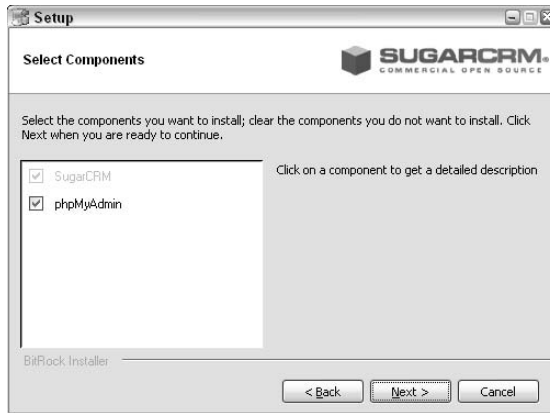 Setup
Select Components
SUGARCRM.
COMMERCIAL OPEN SOURCE
Select the components you want to install; clear the components you do not want to install. Click
Next when you are ready to continue.
SugarCRM
phpMyAdmin
Click on a component to get a detailed description
BitRock Installer
< Back
Next >
Cancel